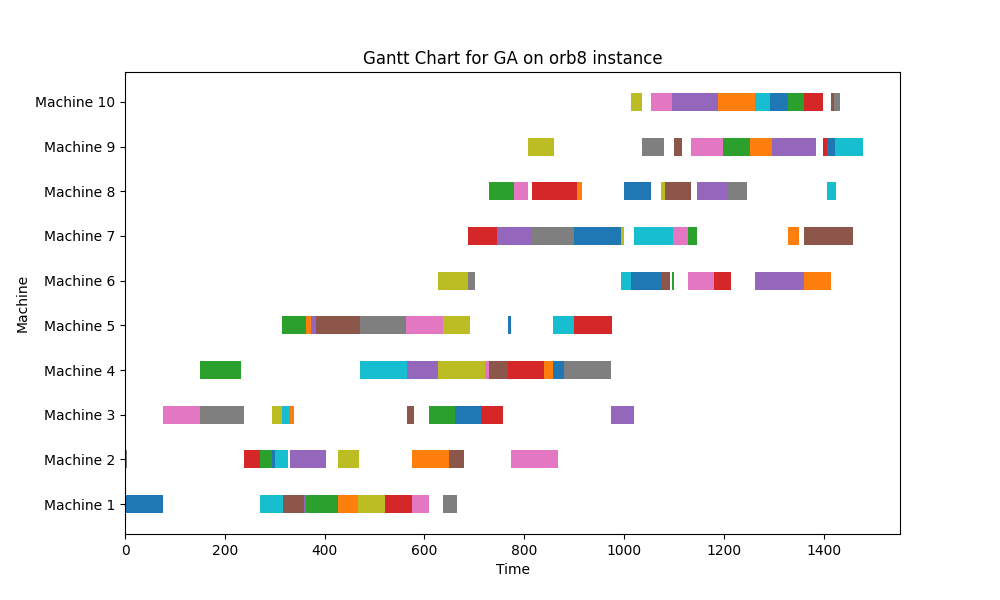 Gantt Chart for GA on orb8 instance
Machine 10
Machine 9
Machine 8
Machine 7
Machine 6
Machine 5
Machine 4
Machine 3
Machine 2
Machine 1
Machine
0 200 400 600 800 1000 1200 1400
Time